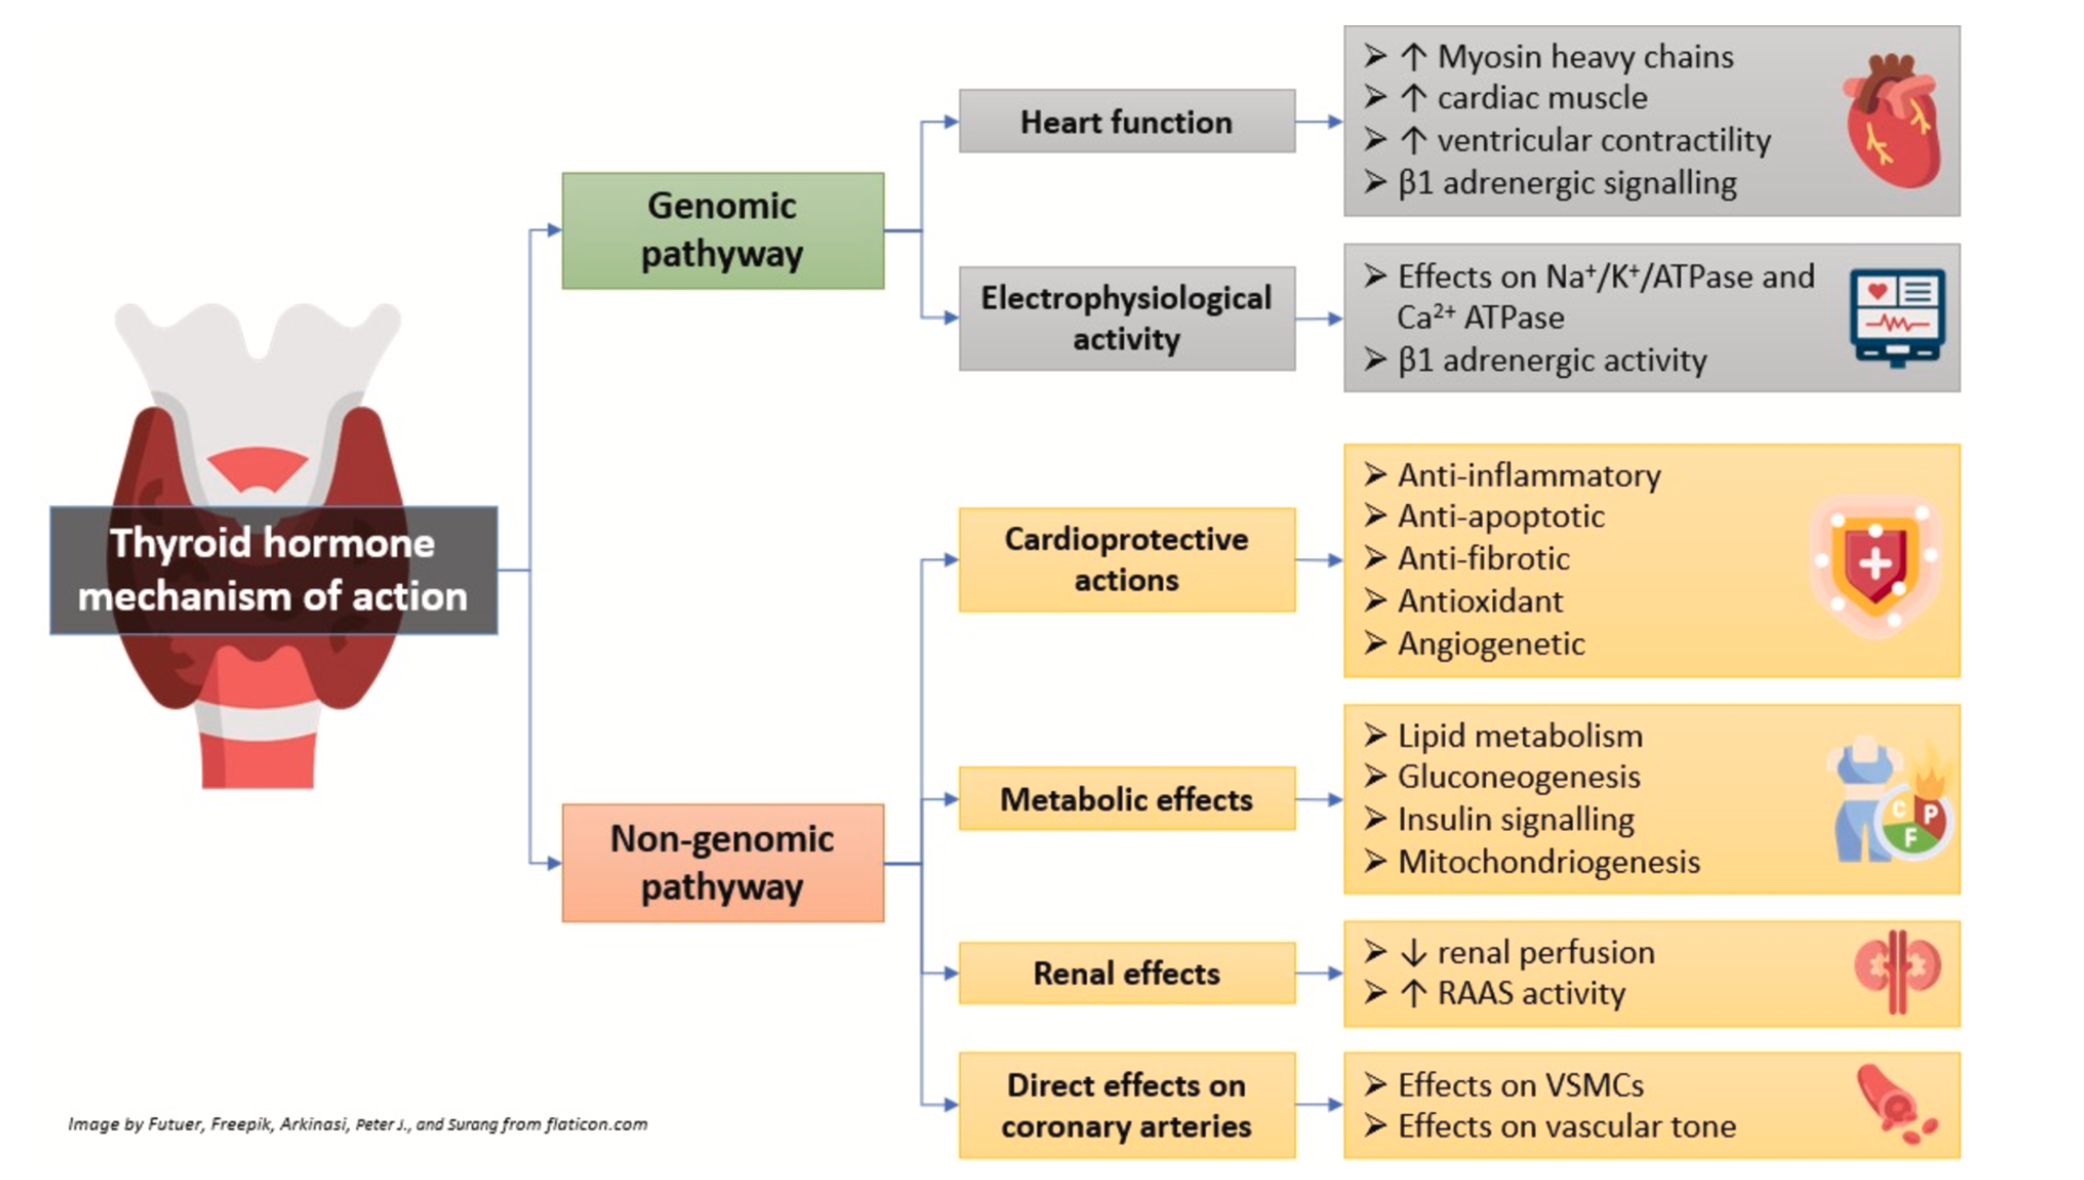 Thyroid hormone
mechanism of action
Genomic
pathyway
Heart function
➢ ↑ Myosin heavy chains
➢ ↑ cardiac muscle
➢ ↑ ventricular contractility
➢ β1 adrenergic signalling
Electrophysiological
activity
➢ Effects on Na⁺/K⁺/ATPase and
Ca²⁺ ATPase
➢ β1 adrenergic activity
Non-genomic
pathyway
Cardioprotective
actions
➢ Anti-inflammatory
➢ Anti-apoptotic
➢ Anti-fibrotic
➢ Antioxidant
➢ Angiogenetic
Metabolic effects
➢ Lipid metabolism
➢ Gluconeogenesis
➢ Insulin signalling
➢ Mitochondriogenesis
C P
F
Renal effects
➢ ↓ renal perfusion
➢ ↑ RAAS activity
Direct effects on
coronary arteries
➢ Effects on VSMCs
➢ Effects on vascular tone
Image by Futuer, Freepik, Arkinasi, Peter J., and Surang from flaticon.com